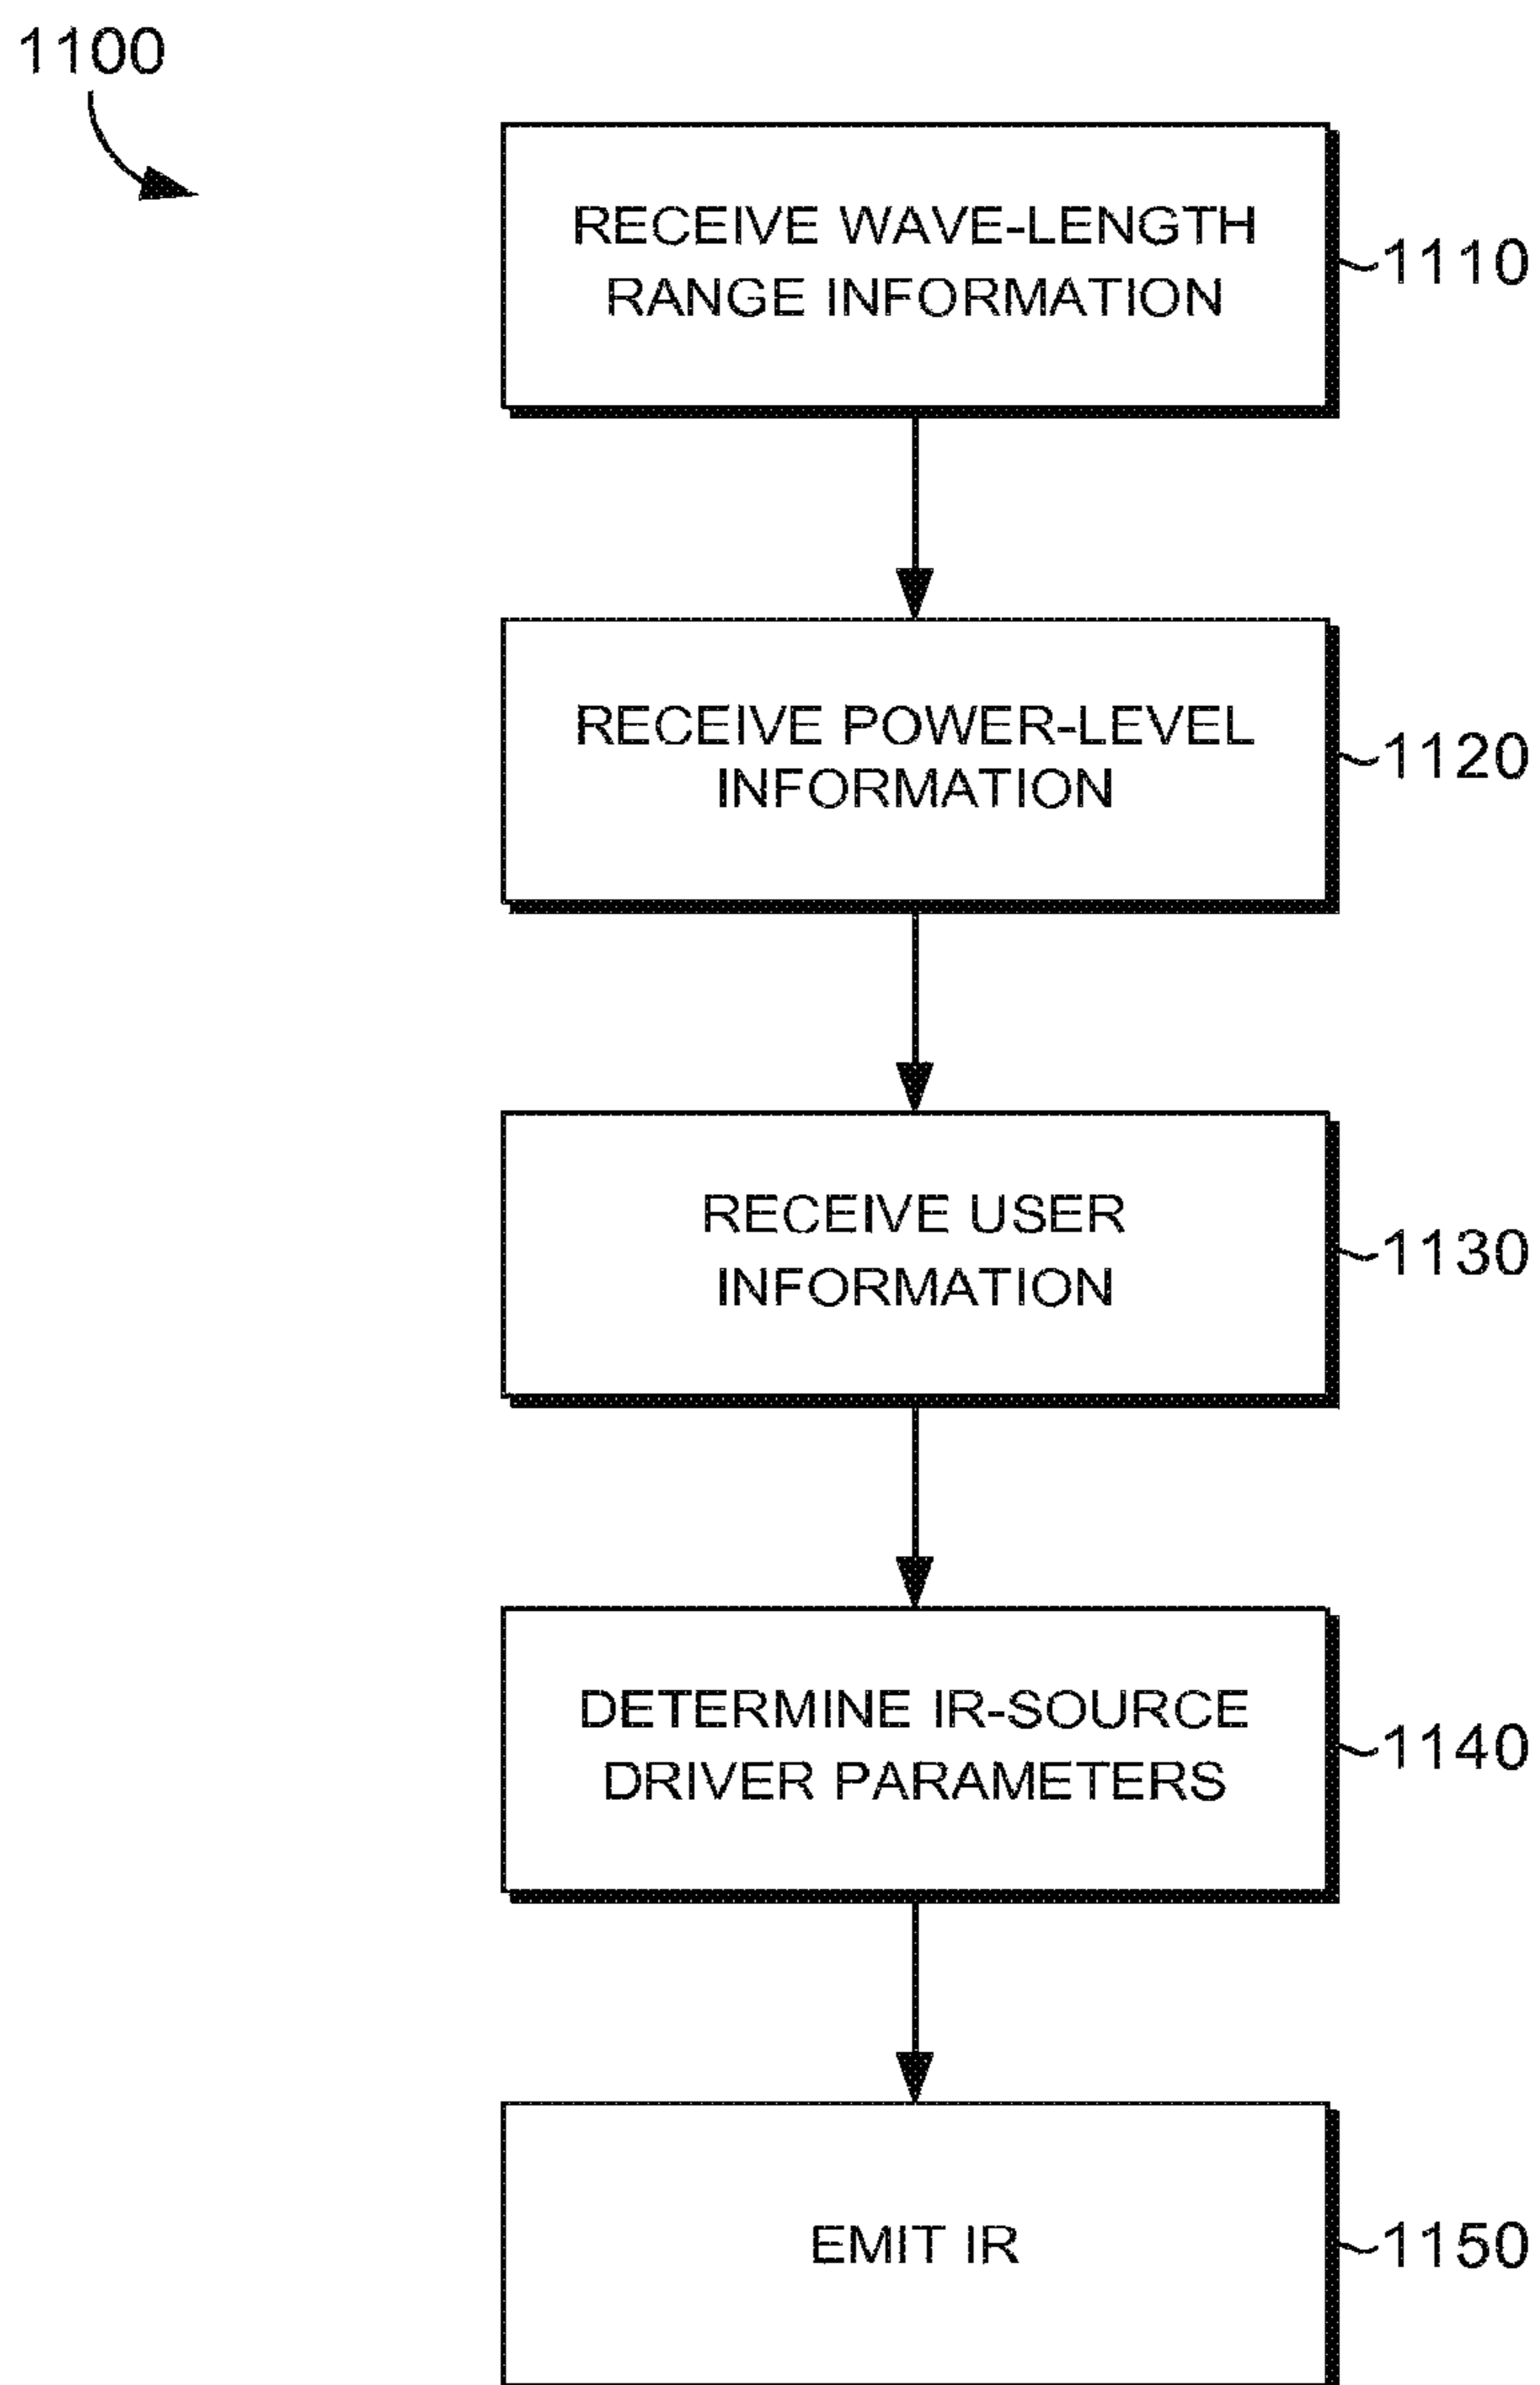 1100
RECEIVE WAVE-LENGTH
RANGE INFORMATION
1110
RECEIVE POWER-LEVEL
INFORMATION
1120
RECEIVE USER
INFORMATION
1130
DETERMINE IR-SOURCE
DRIVER PARAMETERS
1140
EMIT IR
1150